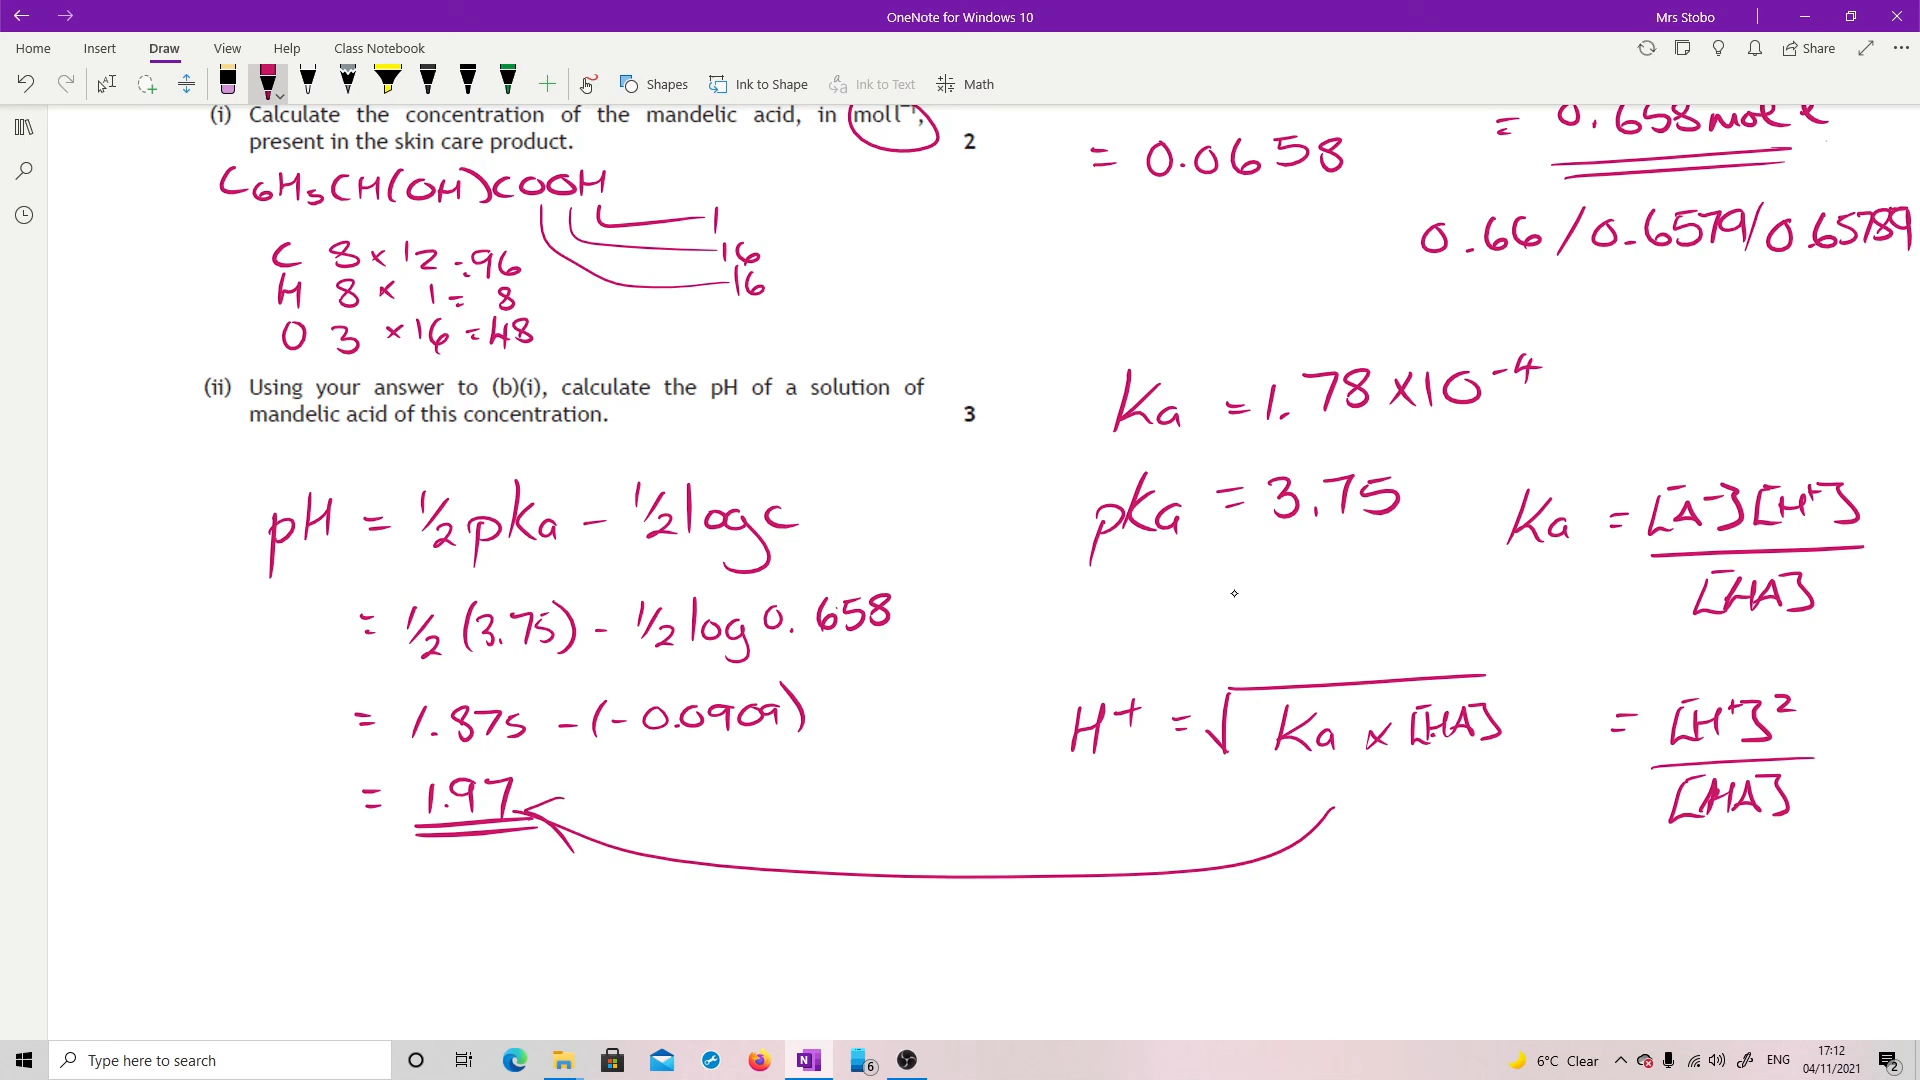 OneNote for Windows 10
Mrs Stobo
Home Insert Draw View Help Class Notebook
Share
Shapes Ink to Shape Ink to Text Math
(i) Calculate the concentration of the mandelic acid, in mol l⁻¹,
present in the skin care product. 2
C₆H₅CH(OH)COOH
1
16
16
C 8 × 12 = 96
H 8 × 1 = 8
O 3 × 16 = 48
= 0.0658
= 0.658 mol l
0.66 / 0.6579 / 0.65789
(ii) Using your answer to (b)(i), calculate the pH of a solution of
mandelic acid of this concentration. 3
pH = ½ pKa - ½ log c
= ½ (3.75) - ½ log 0.658
= 1.875 - (-0.0909)
= 1.97
Ka = 1.78 × 10⁻⁴
pKa = 3.75
Ka = [A⁻][H⁺]
[HA]
H⁺ = √Ka × [HA]
= [H⁺]²
[HA]
Type here to search
6
6°C Clear
ENG
17:12
04/11/2021
2